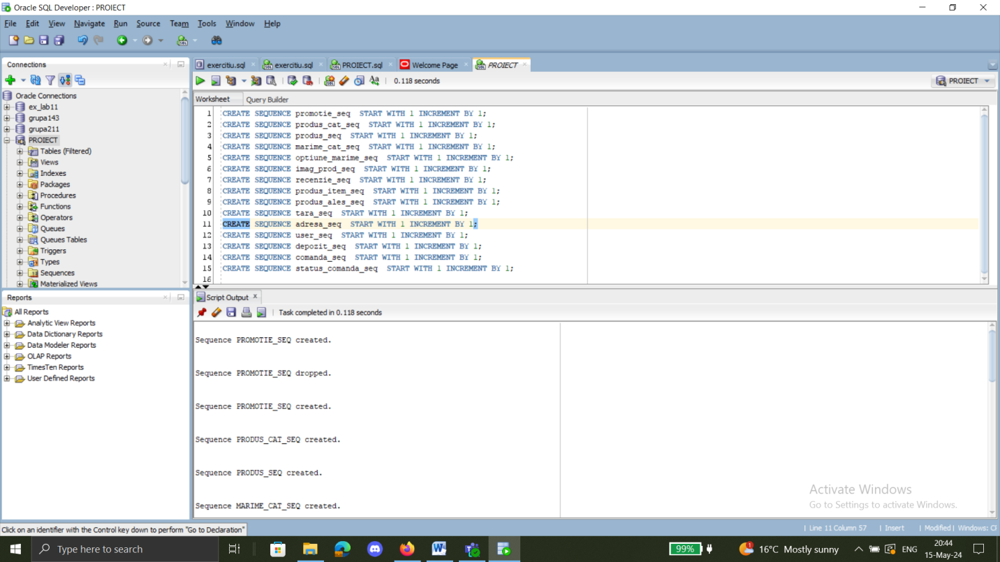 Oracle SQL Developer : PROIECT
File Edit View Navigate Run Source Team Tools Window Help
Connections
exercitiu.sql exercitiu.sql PROIECT.sql Welcome Page PROIECT
0.118 seconds
PROIECT
Oracle Connections
ex_lab11
grupa143
grupa211
PROIECT
Tables (Filtered)
Views
Indexes
Packages
Procedures
Functions
Operators
Queues
Queues Tables
Triggers
Types
Sequences
Materialized Views
Worksheet Query Builder
1 CREATE SEQUENCE promotie_seq START WITH 1 INCREMENT BY 1;
2 CREATE SEQUENCE produs_cat_seq START WITH 1 INCREMENT BY 1;
3 CREATE SEQUENCE produs_seq START WITH 1 INCREMENT BY 1;
4 CREATE SEQUENCE marime_cat_seq START WITH 1 INCREMENT BY 1;
5 CREATE SEQUENCE optiune_marime_seq START WITH 1 INCREMENT BY 1;
6 CREATE SEQUENCE imag_prod_seq START WITH 1 INCREMENT BY 1;
7 CREATE SEQUENCE recenzie_seq START WITH 1 INCREMENT BY 1;
8 CREATE SEQUENCE produs_item_seq START WITH 1 INCREMENT BY 1;
9 CREATE SEQUENCE produs_ales_seq START WITH 1 INCREMENT BY 1;
10 CREATE SEQUENCE tara_seq START WITH 1 INCREMENT BY 1;
11 CREATE SEQUENCE adresa_seq START WITH 1 INCREMENT BY 1;
12 CREATE SEQUENCE user_seq START WITH 1 INCREMENT BY 1;
13 CREATE SEQUENCE depozit_seq START WITH 1 INCREMENT BY 1;
14 CREATE SEQUENCE comanda_seq START WITH 1 INCREMENT BY 1;
15 CREATE SEQUENCE status_comanda_seq START WITH 1 INCREMENT BY 1;
16
Reports
All Reports
Analytic View Reports
Data Dictionary Reports
Data Modeler Reports
OLAP Reports
TimesTen Reports
User Defined Reports
Script Output
Task completed in 0.118 seconds
Sequence PROMOTIE_SEQ created.
Sequence PROMOTIE_SEQ dropped.
Sequence PROMOTIE_SEQ created.
Sequence PRODUS_CAT_SEQ created.
Sequence PRODUS_SEQ created.
Sequence MARIME_CAT_SEQ created.
Activate Windows
Go to Settings to activate Windows.
Click on an identifier with the Control key down to perform "Go to Declaration"
Line 11 Column 57 Insert Modified Windows: C
Type here to search
99%
1
16°C Mostly sunny
ENG
20:44
15-May-24